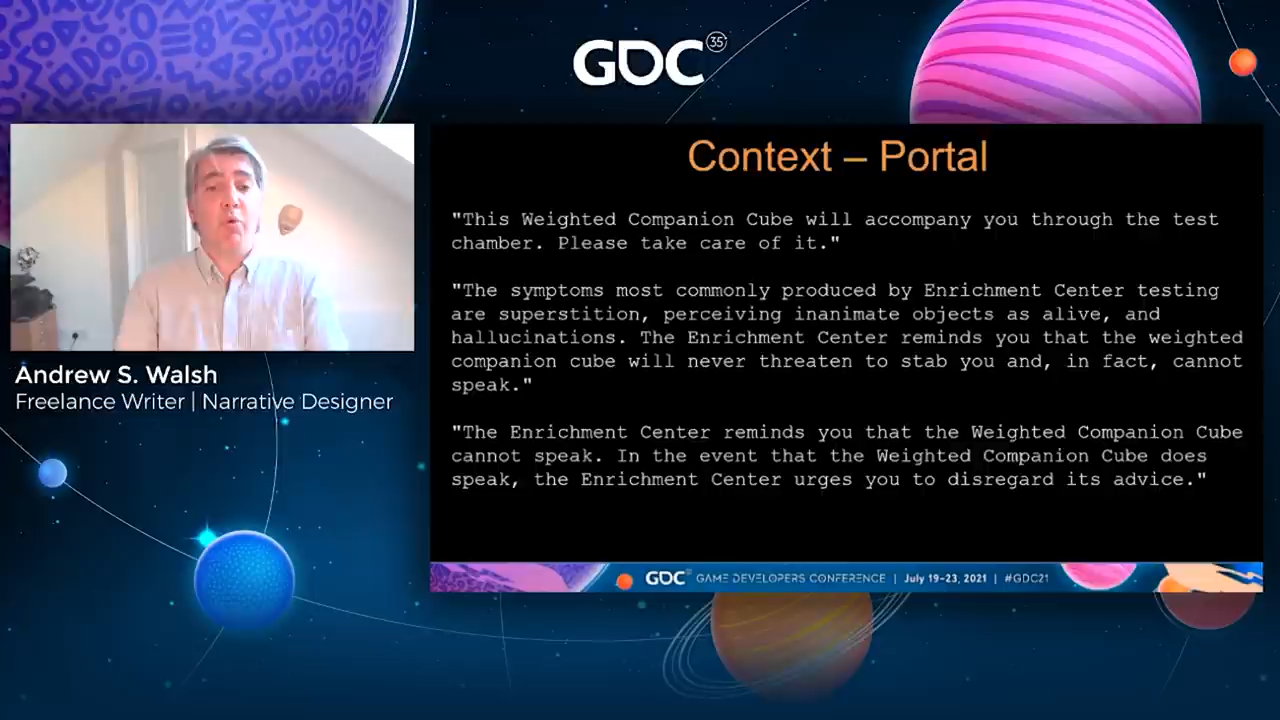 GDC 35
Context – Portal
"This Weighted Companion Cube will accompany you through the test
chamber. Please take care of it."
"The symptoms most commonly produced by Enrichment Center testing
are superstition, perceiving inanimate objects as alive, and
hallucinations. The Enrichment Center reminds you that the weighted
companion cube will never threaten to stab you and, in fact, cannot
speak."
"The Enrichment Center reminds you that the Weighted Companion Cube
cannot speak. In the event that the Weighted Companion Cube does
speak, the Enrichment Center urges you to disregard its advice."
Andrew S. Walsh
Freelance Writer | Narrative Designer
GDC GAME DEVELOPERS CONFERENCE | July 19-23, 2021 | #GDC21